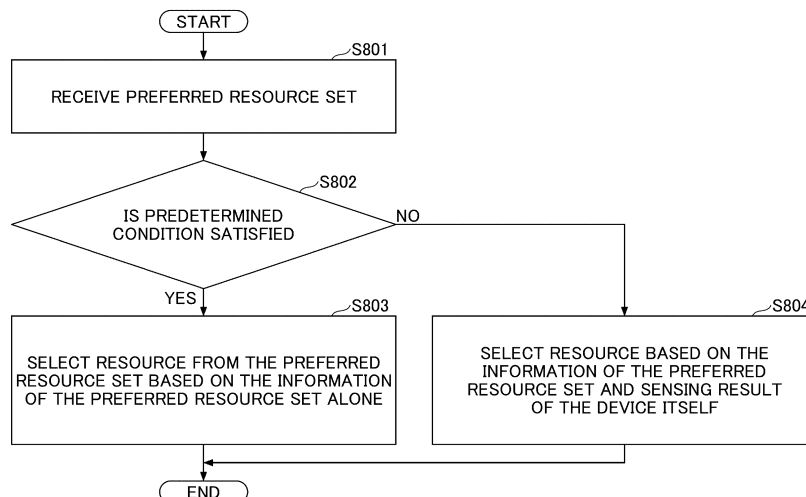 START
S801
RECEIVE PREFERRED RESOURCE SET
S802
IS PREDETERMINED
CONDITION SATISFIED
NO
YES
S803
SELECT RESOURCE FROM THE PREFERRED
RESOURCE SET BASED ON THE INFORMATION
OF THE PREFERRED RESOURCE SET ALONE
S804
SELECT RESOURCE BASED ON THE
INFORMATION OF THE PREFERRED
RESOURCE SET AND SENSING RESULT
OF THE DEVICE ITSELF
END